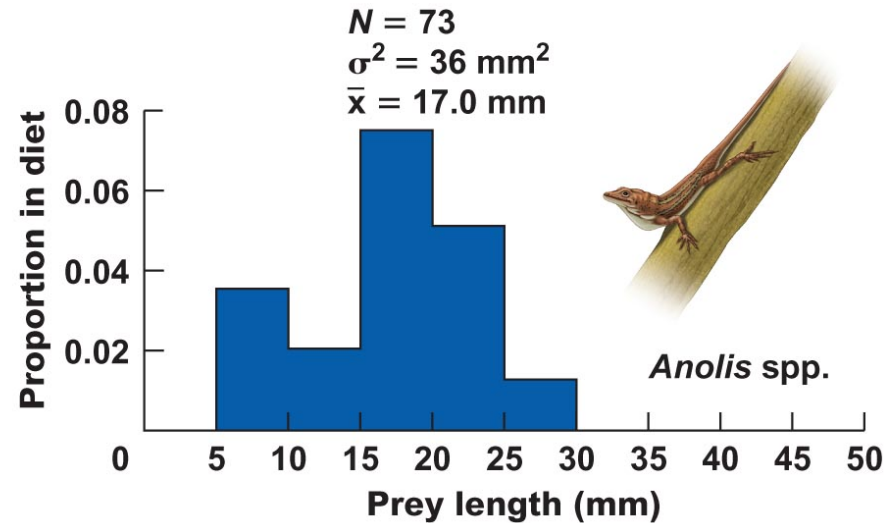 N = 73
σ² = 36 mm²
x̄ = 17.0 mm
Proportion in diet
0.08
0.06
0.04
0.02
0 5 10 15 20 25 30 35 40 45 50
Prey length (mm)
Anolis spp.